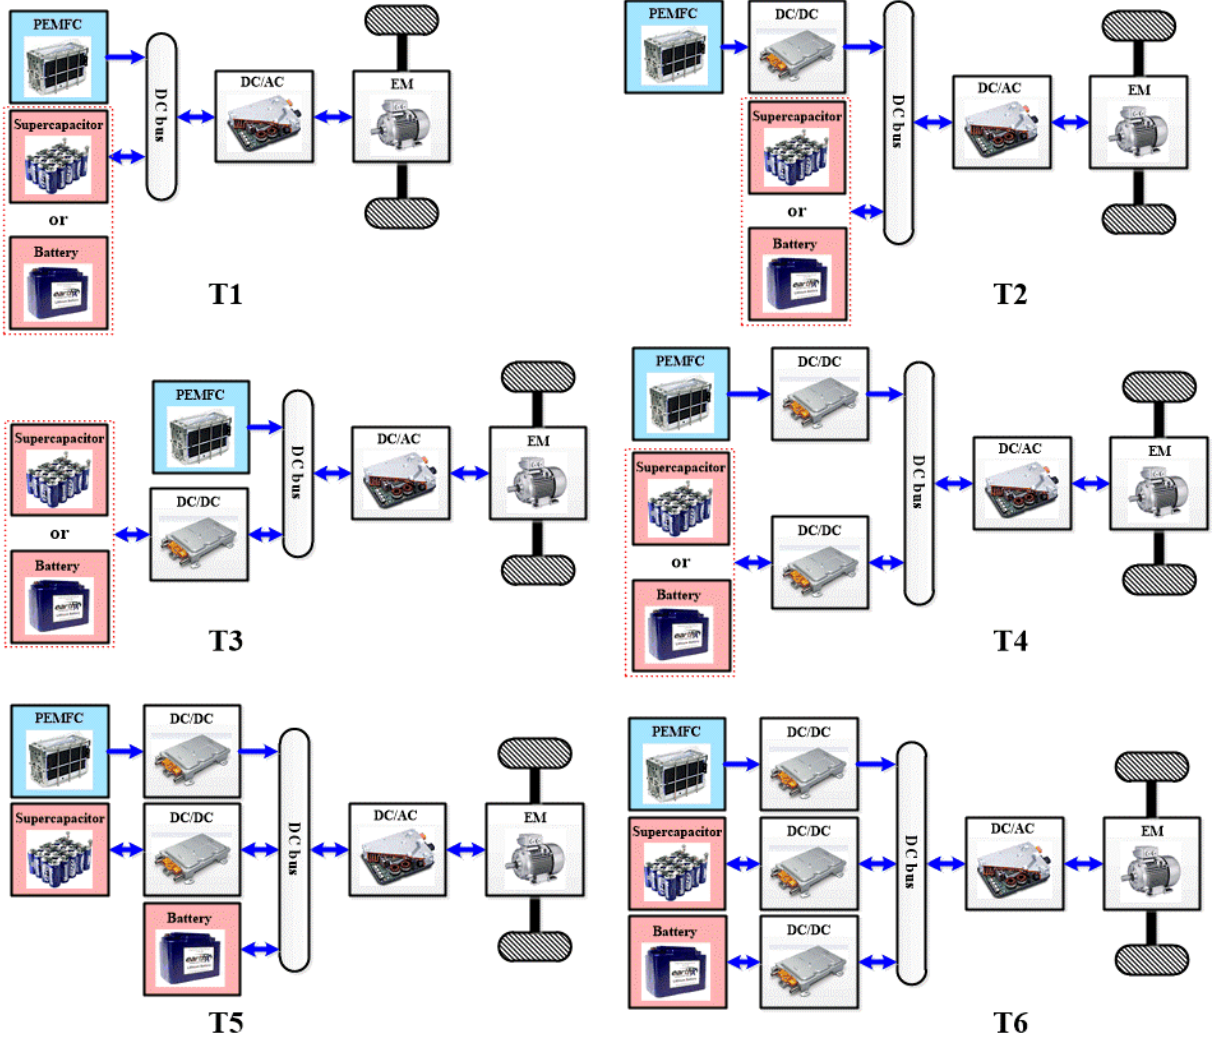 PEMFC
DC bus
DC/AC
EM
Supercapacitor
or
Battery
T1
PEMFC
DC/DC
DC bus
DC/AC
EM
Supercapacitor
or
Battery
T2
PEMFC
DC bus
DC/AC
EM
Supercapacitor
DC/DC
or
Battery
T3
PEMFC
DC/DC
DC bus
DC/AC
EM
Supercapacitor
DC/DC
or
Battery
T4
PEMFC
DC/DC
DC bus
DC/AC
EM
Supercapacitor
DC/DC
Battery
T5
PEMFC
DC/DC
DC bus
DC/AC
EM
Supercapacitor
DC/DC
Battery
DC/DC
T6